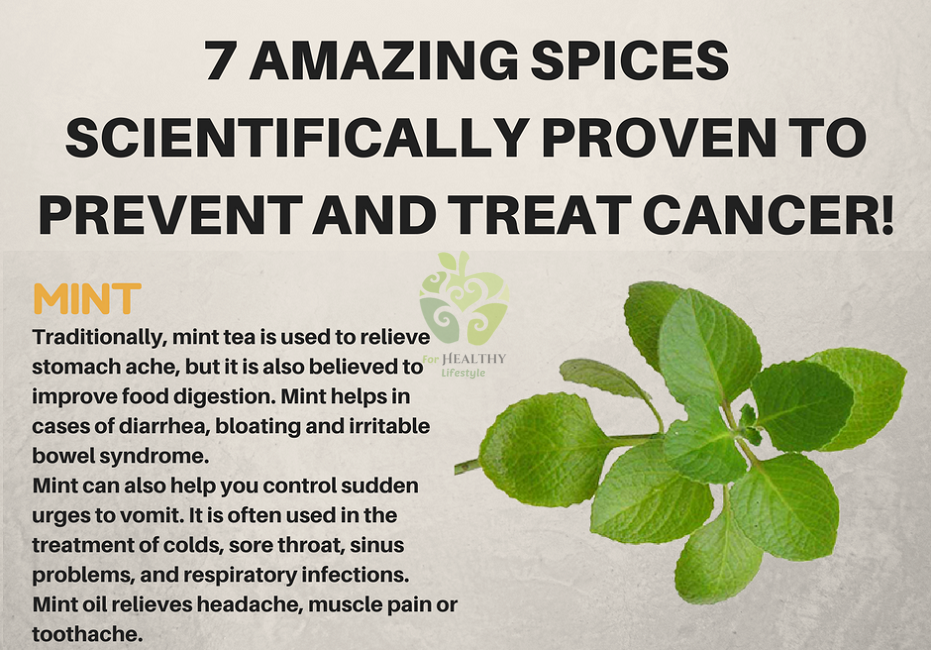 7 AMAZING SPICES
SCIENTIFICALLY PROVEN TO
PREVENT AND TREAT CANCER!
MINT
Traditionally, mint tea is used to relieve
stomach ache, but it is also believed to
improve food digestion. Mint helps in
cases of diarrhea, bloating and irritable
bowel syndrome.
Mint can also help you control sudden
urges to vomit. It is often used in the
treatment of colds, sore throat, sinus
problems, and respiratory infections.
Mint oil relieves headache, muscle pain or
toothache.
For HEALTHY
Lifestyle